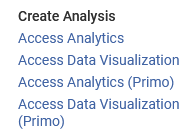 Create Analysis
Access Analytics
Access Data Visualization
Access Analytics (Primo)
Access Data Visualization
(Primo)